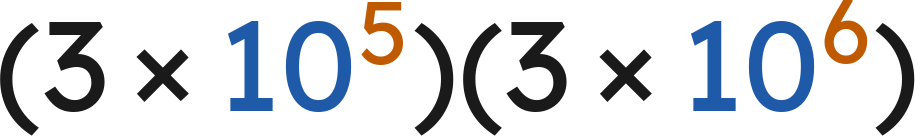 (3 × 10⁵)(3 × 10⁶)